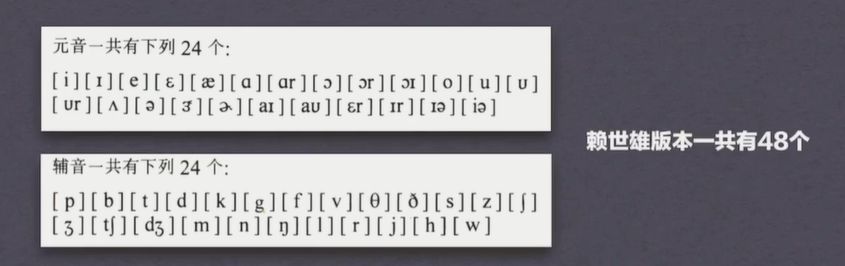 元音一共有下列 24 个:
[ i ] [ ɪ ] [ e ] [ ɛ ] [ æ ] [ ɑ ] [ ɑr ] [ ɔ ] [ ɔr ] [ ɔɪ ] [ o ] [ u ] [ ʊ ]
[ ʊr ] [ ʌ ] [ ə ] [ ɝ ] [ ɚ ] [ aɪ ] [ aʊ ] [ ɛr ] [ ɪr ] [ ɪə ] [ iə ]
赖世雄版本一共有48个
辅音一共有下列 24 个:
[ p ] [ b ] [ t ] [ d ] [ k ] [ g ] [ f ] [ v ] [ θ ] [ ð ] [ s ] [ z ] [ ʃ ]
[ ʒ ] [ tʃ ] [ dʒ ] [ m ] [ n ] [ ŋ ] [ l ] [ r ] [ j ] [ h ] [ w ]